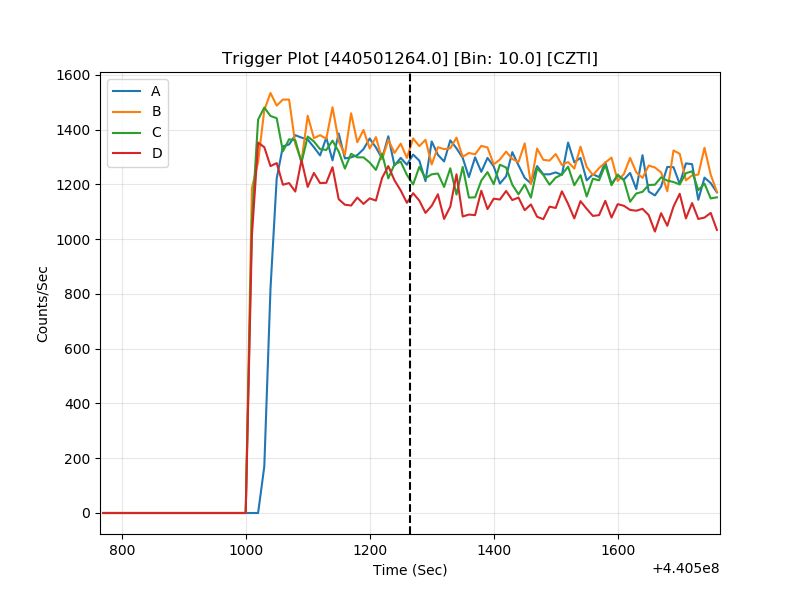 Trigger Plot [440501264.0] [Bin: 10.0] [CZTI]
A
B
C
D
1600
1400
1200
1000
800
600
400
200
0
Counts/Sec
800 1000 1200 1400 1600
Time (Sec)
+4.405e8